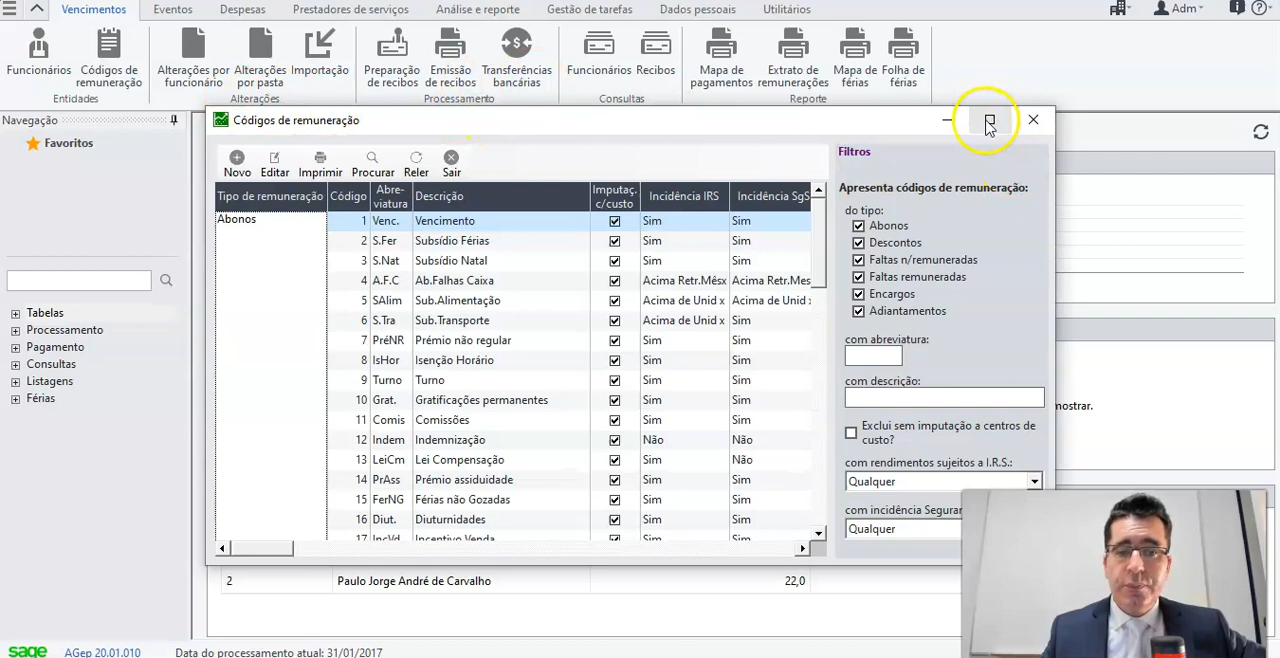 Vencimentos Eventos Despesas Prestadores de serviços Análise e reporte Gestão de tarefas Dados pessoais Utilitários Adm
Funcionários Códigos de remuneração Alterações por funcionário Alterações por pasta Importação Preparação de recibos Emissão de recibos Transferências bancárias Funcionários Recibos Mapa de pagamentos Extrato de remunerações Mapa de férias Folha de férias
Entidades Alterações Processamento Consultas Reporte
Navegação
Favoritos
Tabelas
Processamento
Pagamento
Consultas
Listagens
Férias
Códigos de remuneração
Novo Editar Imprimir Procurar Reler Sair
Tipo de remuneração Código Abre-viatura Descrição Imputaç. c/custo Incidência IRS Incidência SgS
Abonos 1 Venc. Vencimento Sim Sim
2 S.Fer Subsídio Férias Sim Sim
3 S.Nat Subsídio Natal Sim Sim
4 A.F.C Ab.Falhas Caixa Acima Retr.Mêsx Acima Retr.Mes
5 SAlim Sub.Alimentação Acima de Unid x Acima de Unid
6 S.Tra Sub.Transporte Acima de Unid x Sim
7 PréNR Prémio não regular Sim Sim
8 IsHor Isenção Horário Sim Sim
9 Turno Turno Sim Sim
10 Grat. Gratificações permanentes Sim Sim
11 Comis Comissões Sim Sim
12 Indem Indemnização Não Não
13 LeiCm Lei Compensação Sim Não
14 PrAss Prémio assiduidade Sim Sim
15 FerNG Férias não Gozadas Sim Sim
16 Diut. Diuturnidades Sim Sim
17 IncVd Incentivo Venda Sim Sim
Filtros
Apresenta códigos de remuneração:
do tipo:
Abonos
Descontos
Faltas n/remuneradas
Faltas remuneradas
Encargos
Adiantamentos
com abreviatura:
com descrição:
Exclui sem imputação a centros de
custo?
com rendimentos sujeitos a I.R.S.:
Qualquer
com incidência Seguran
Qualquer
mostrar.
2 Paulo Jorge André de Carvalho 22,0
sage AGep 20.01.010 Data do processamento atual: 31/01/2017